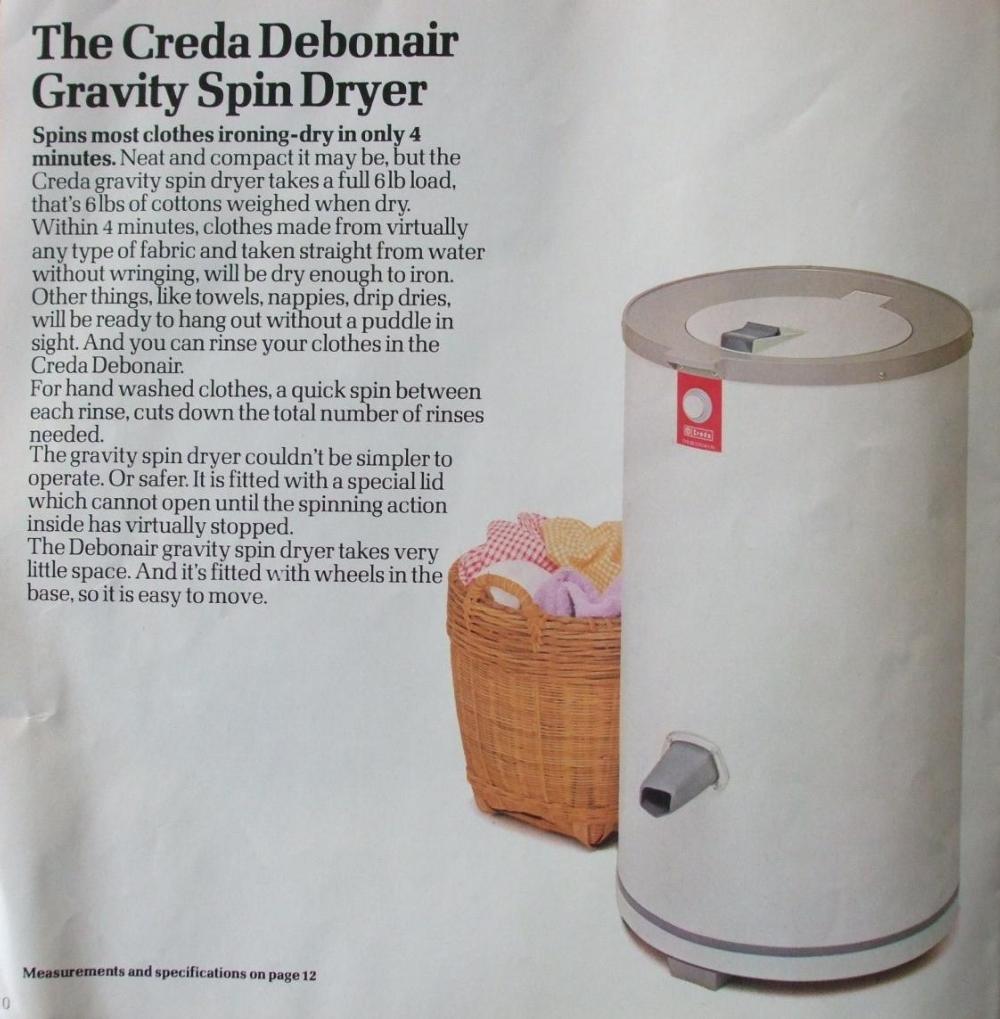 The Creda Debonair
Gravity Spin Dryer
Spins most clothes ironing-dry in only 4
minutes. Neat and compact it may be, but the
Creda gravity spin dryer takes a full 6lb load,
that's 6lbs of cottons weighed when dry.
Within 4 minutes, clothes made from virtually
any type of fabric and taken straight from water
without wringing, will be dry enough to iron.
Other things, like towels, nappies, drip dries,
will be ready to hang out without a puddle in
sight. And you can rinse your clothes in the
Creda Debonair.
For hand washed clothes, a quick spin between
each rinse, cuts down the total number of rinses
needed.
The gravity spin dryer couldn't be simpler to
operate. Or safer. It is fitted with a special lid
which cannot open until the spinning action
inside has virtually stopped.
The Debonair gravity spin dryer takes very
little space. And it's fitted with wheels in the
base, so it is easy to move.
Creda
Measurements and specifications on page 12
0